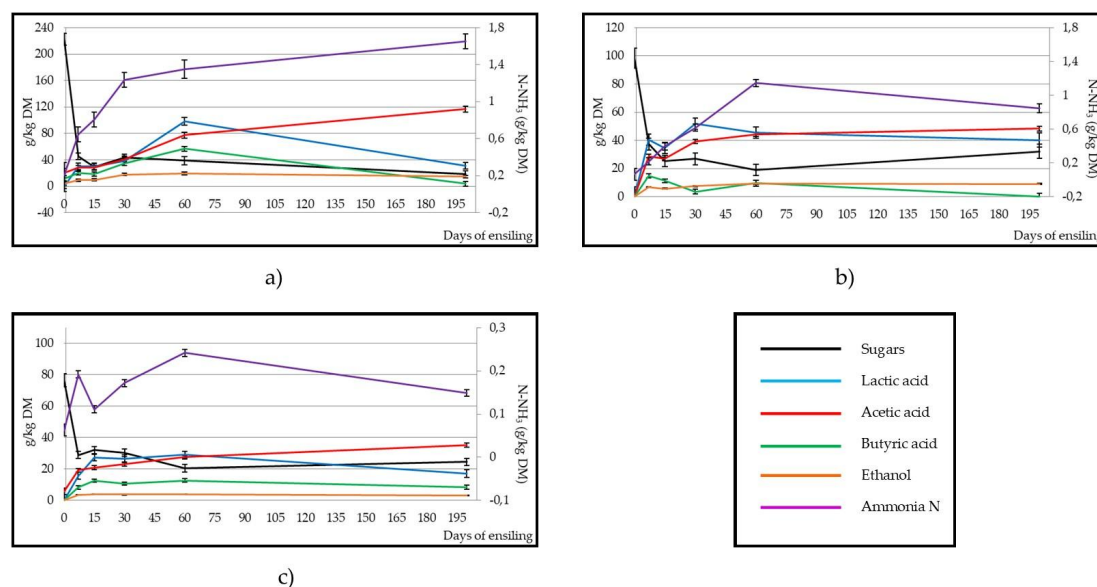 240
200
160
120
80
40
0
-40
g/kg DM
1,8
1,4
1
0,6
0,2
-0,2
N-NH₃ (g/kg DM)
0 15 30 45 60 75 90 105 120 135 150 165 180 195
Days of ensiling
a)
120
100
80
60
40
20
0
g/kg DM
1,8
1,4
1
0,6
0,2
-0,2
N-NH₃ (g/kg DM)
0 15 30 45 60 75 90 105 120 135 150 165 180 195
Days of ensiling
b)
100
80
60
40
20
0
g/kg DM
0,3
0,2
0,1
0
-0,1
N-NH₃ (g/kg DM)
0 15 30 45 60 75 90 105 120 135 150 165 180 195
Days of ensiling
c)
Sugars
Lactic acid
Acetic acid
Butyric acid
Ethanol
Ammonia N